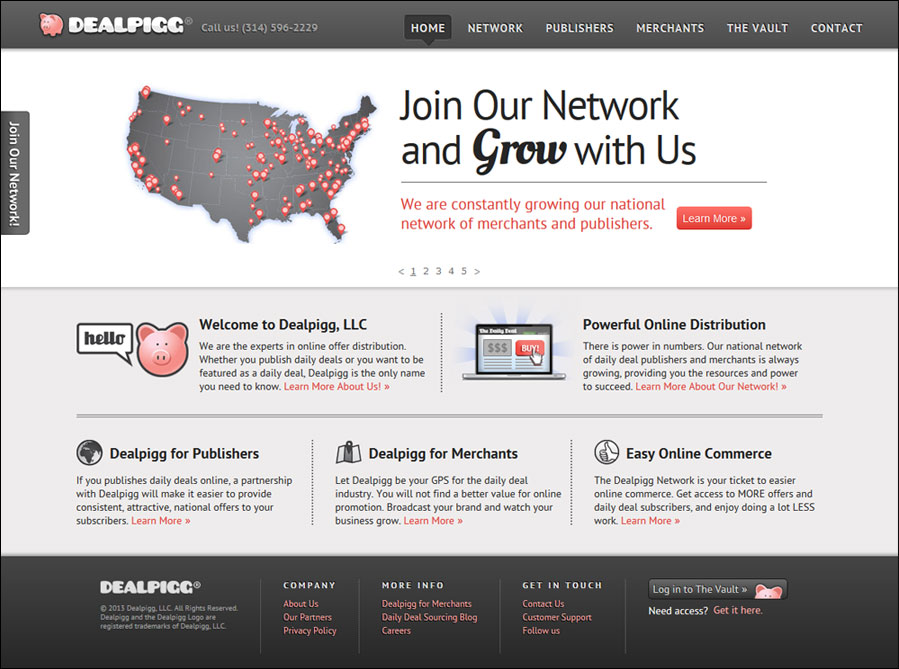 DEALPIGG® Call us! (314) 596-2229
HOME NETWORK PUBLISHERS MERCHANTS THE VAULT CONTACT
Join Our Network!
Join Our Network
and Grow with Us
We are constantly growing our national
network of merchants and publishers.
Learn More »
< 1 2 3 4 5 >
hello
Welcome to Dealpigg, LLC
We are the experts in online offer distribution.
Whether you publish daily deals or you want to be
featured as a daily deal, Dealpigg is the only name
you need to know. Learn More About Us! »
The Daily Deal
$$$ BUY!
Powerful Online Distribution
There is power in numbers. Our national network
of daily deal publishers and merchants is always
growing, providing you the resources and power
to succeed. Learn More About Our Network! »
Dealpigg for Publishers
If you publishes daily deals online, a partnership
with Dealpigg will make it easier to provide
consistent, attractive, national offers to your
subscribers. Learn More »
Dealpigg for Merchants
Let Dealpigg be your GPS for the daily deal
industry. You will not find a better value for online
promotion. Broadcast your brand and watch your
business grow. Learn More »
Easy Online Commerce
The Dealpigg Network is your ticket to easier
online commerce. Get access to MORE offers and
daily deal subscribers, and enjoy doing a lot LESS
work. Learn More »
DEALPIGG®
© 2013 Dealpigg, LLC. All Rights Reserved.
Dealpigg and the Dealpigg Logo are
registered trademarks of Dealpigg, LLC.
COMPANY
About Us
Our Partners
Privacy Policy
MORE INFO
Dealpigg for Merchants
Daily Deal Sourcing Blog
Careers
GET IN TOUCH
Contact Us
Customer Support
Follow us
Log in to The Vault »
Need access? Get it here.